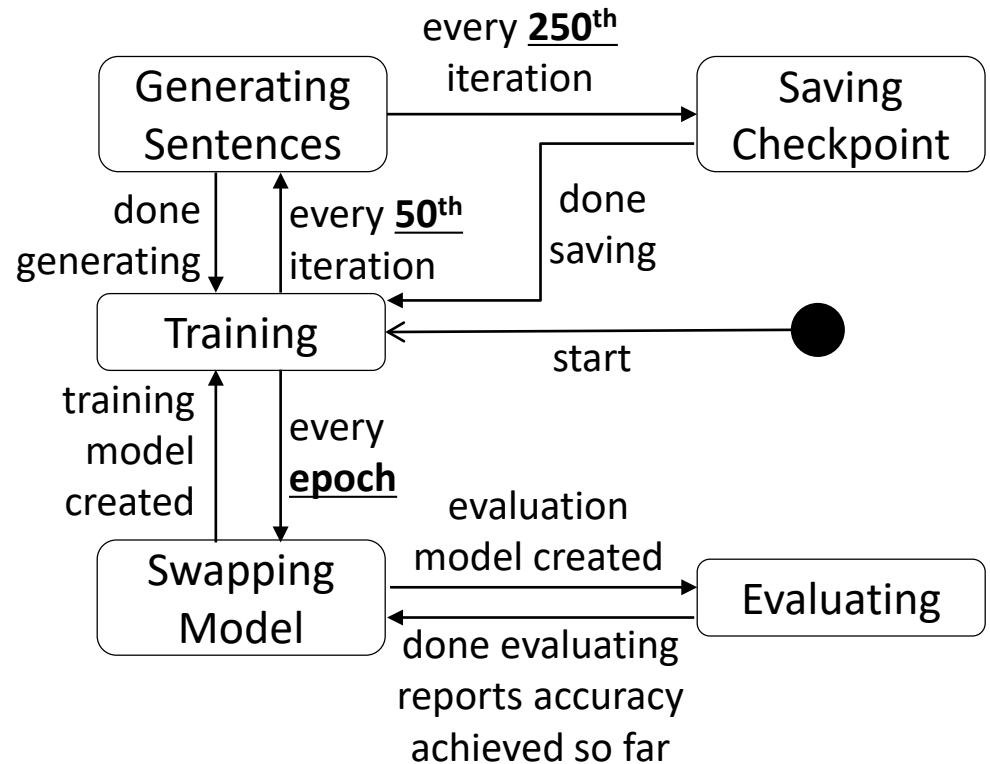 every 250th
iteration
Generating
Sentences
Saving
Checkpoint
done
generating
every 50th
iteration
done
saving
Training
start
training
model
created
every
epoch
evaluation
model created
Swapping
Model
Evaluating
done evaluating
reports accuracy
achieved so far